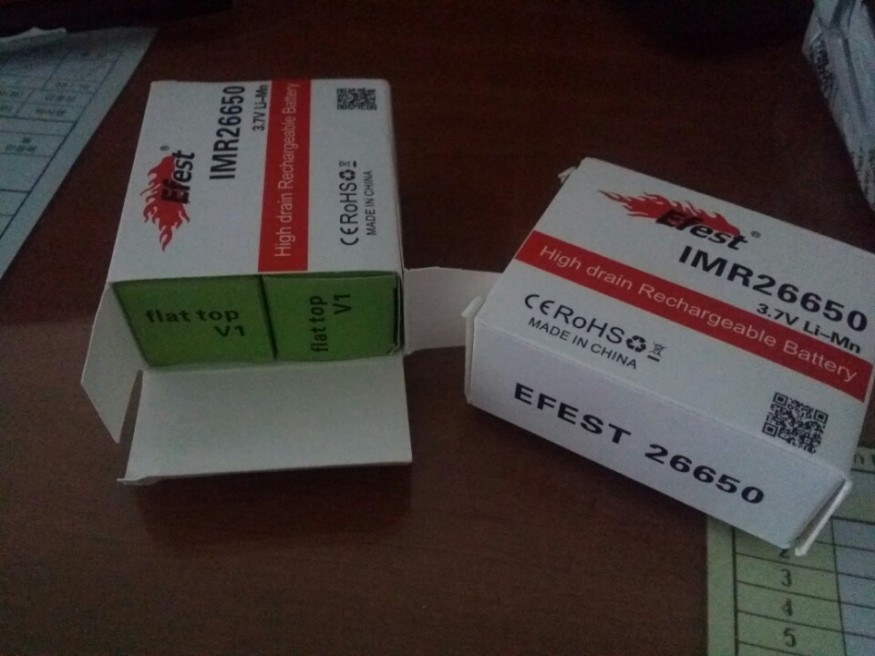 Efest®
IMR26650
3.7V Li-Mn
High drain Rechargeable Battery
CE RoHS
MADE IN CHINA
flat top
V1
flat top
V1
Efest®
IMR26650
3.7V Li-Mn
High drain Rechargeable Battery
CE RoHS
MADE IN CHINA
EFEST 26650
2
3
4
5